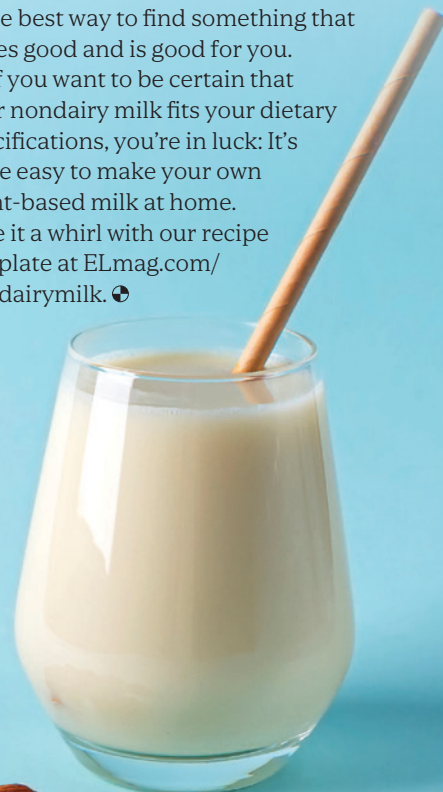 e best way to find something that
es good and is good for you.
f you want to be certain that
r nondairy milk fits your dietary
cifications, you’re in luck: It’s
e easy to make your own
nt-based milk at home.
e it a whirl with our recipe
plate at ELmag.com/
dairymilk.